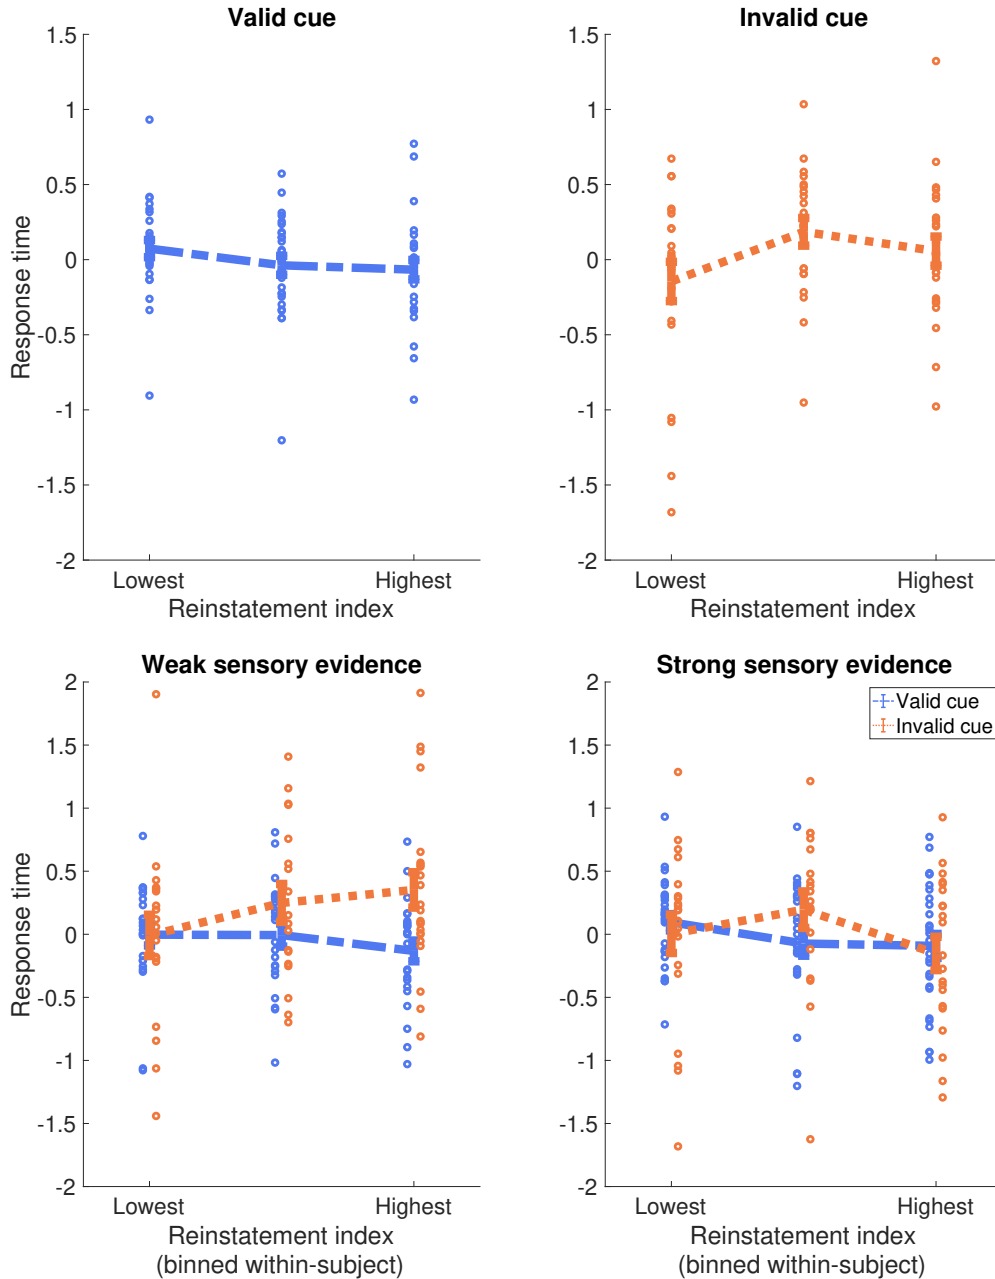 Valid cue
1.5
1
0.5
0
-0.5
-1
-1.5
-2
Response time
Lowest
Highest
Reinstatement index
Invalid cue
1.5
1
0.5
0
-0.5
-1
-1.5
-2
Lowest
Highest
Reinstatement index
Weak sensory evidence
2
1.5
1
0.5
0
-0.5
-1
-1.5
-2
Response time
Lowest
Highest
Reinstatement index
(binned within-subject)
Strong sensory evidence
Valid cue
Invalid cue
2
1.5
1
0.5
0
-0.5
-1
-1.5
-2
Lowest
Highest
Reinstatement index
(binned within-subject)